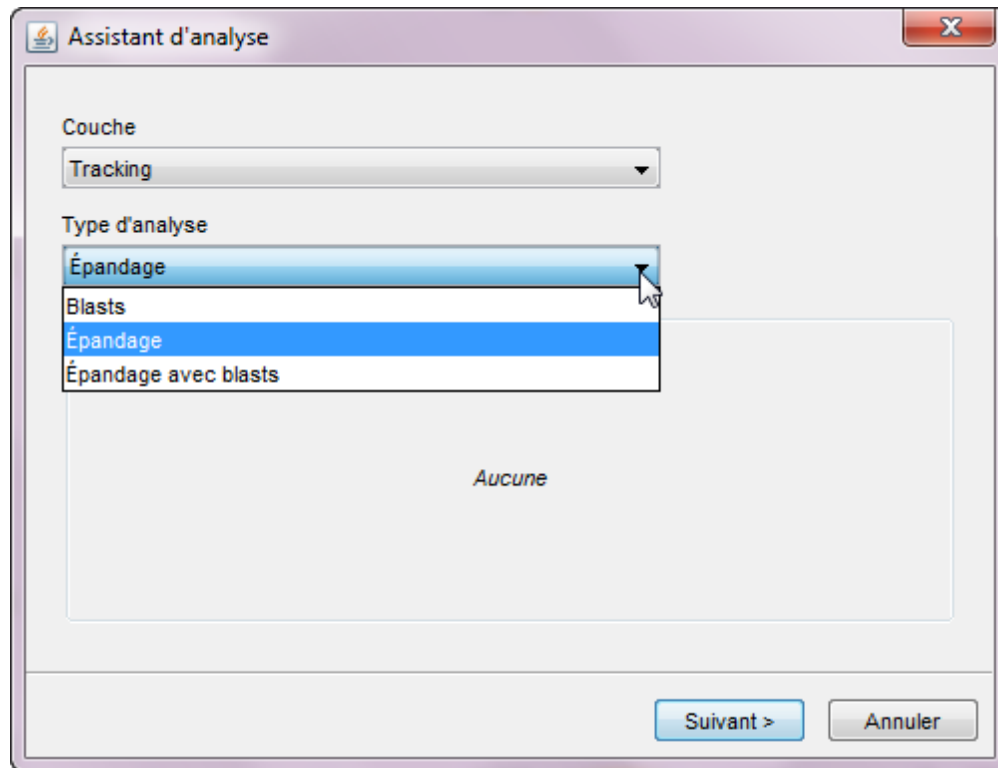 Assistant d'analyse
Couche
Tracking
Type d'analyse
Épandage
Blasts
Épandage
Épandage avec blasts
Aucune
Suivant >
Annuler